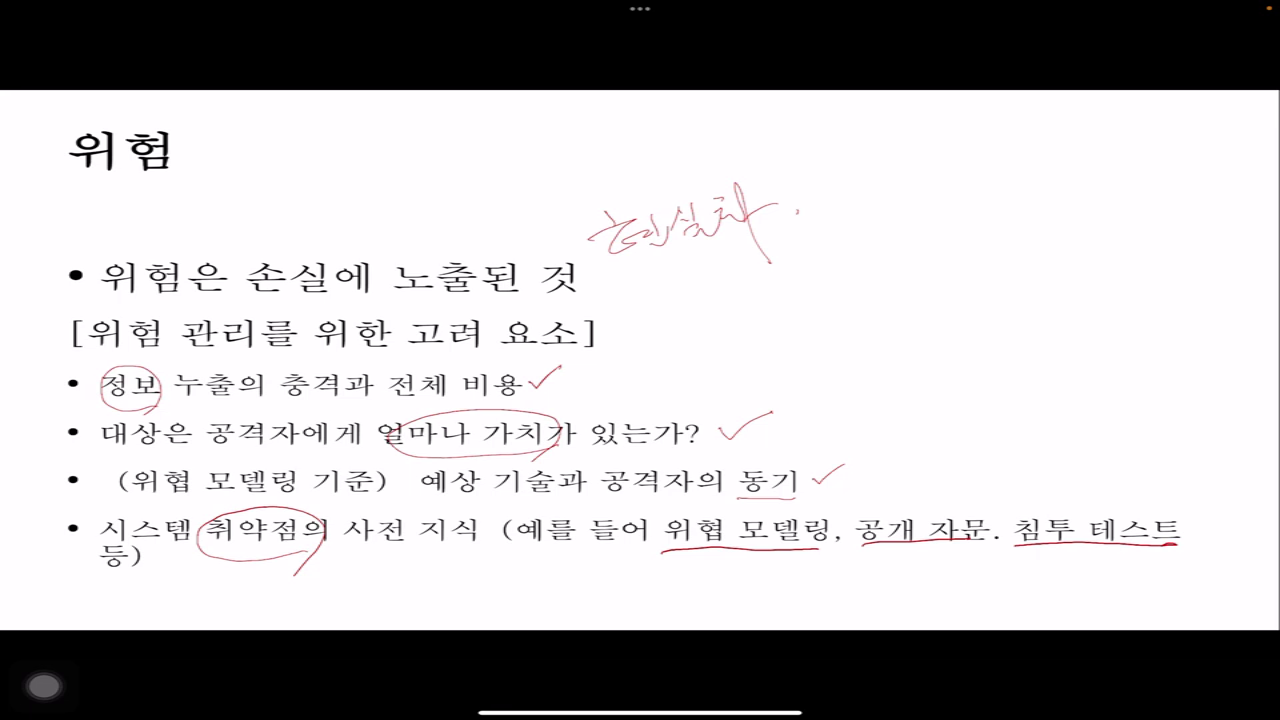 위험
• 위험은 손실에 노출된 것
[위험 관리를 위한 고려 요소]
• 정보 누출의 충격과 전체 비용
• 대상은 공격자에게 얼마나 가치가 있는가?
• (위협 모델링 기준) 예상 기술과 공격자의 동기
• 시스템 취약점의 사전 지식 (예를 들어 위협 모델링, 공개 자문. 침투 테스트
등)